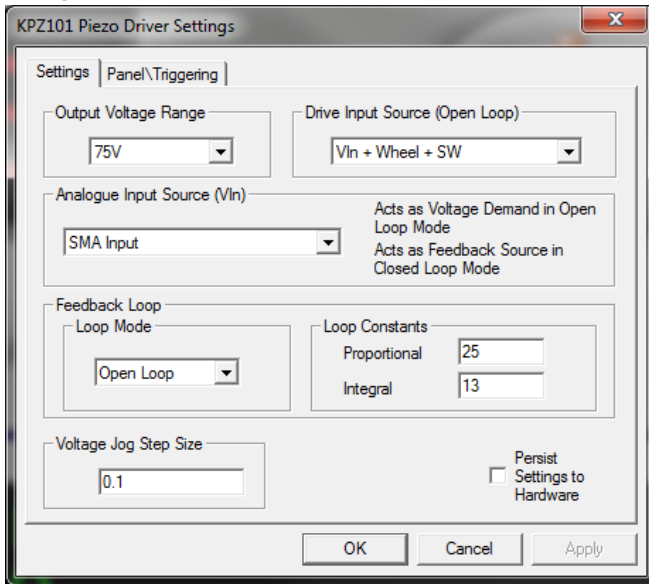 KPZ101 Piezo Driver Settings
Settings
Panel\Triggering
Output Voltage Range
75V
Drive Input Source (Open Loop)
VIn + Wheel + SW
Analogue Input Source (VIn)
SMA Input
Acts as Voltage Demand in Open
Loop Mode
Acts as Feedback Source in
Closed Loop Mode
Feedback Loop
Loop Mode
Open Loop
Loop Constants
Proportional 25
Integral 13
Voltage Jog Step Size
0.1
Persist
Settings to
Hardware
OK
Cancel
Apply